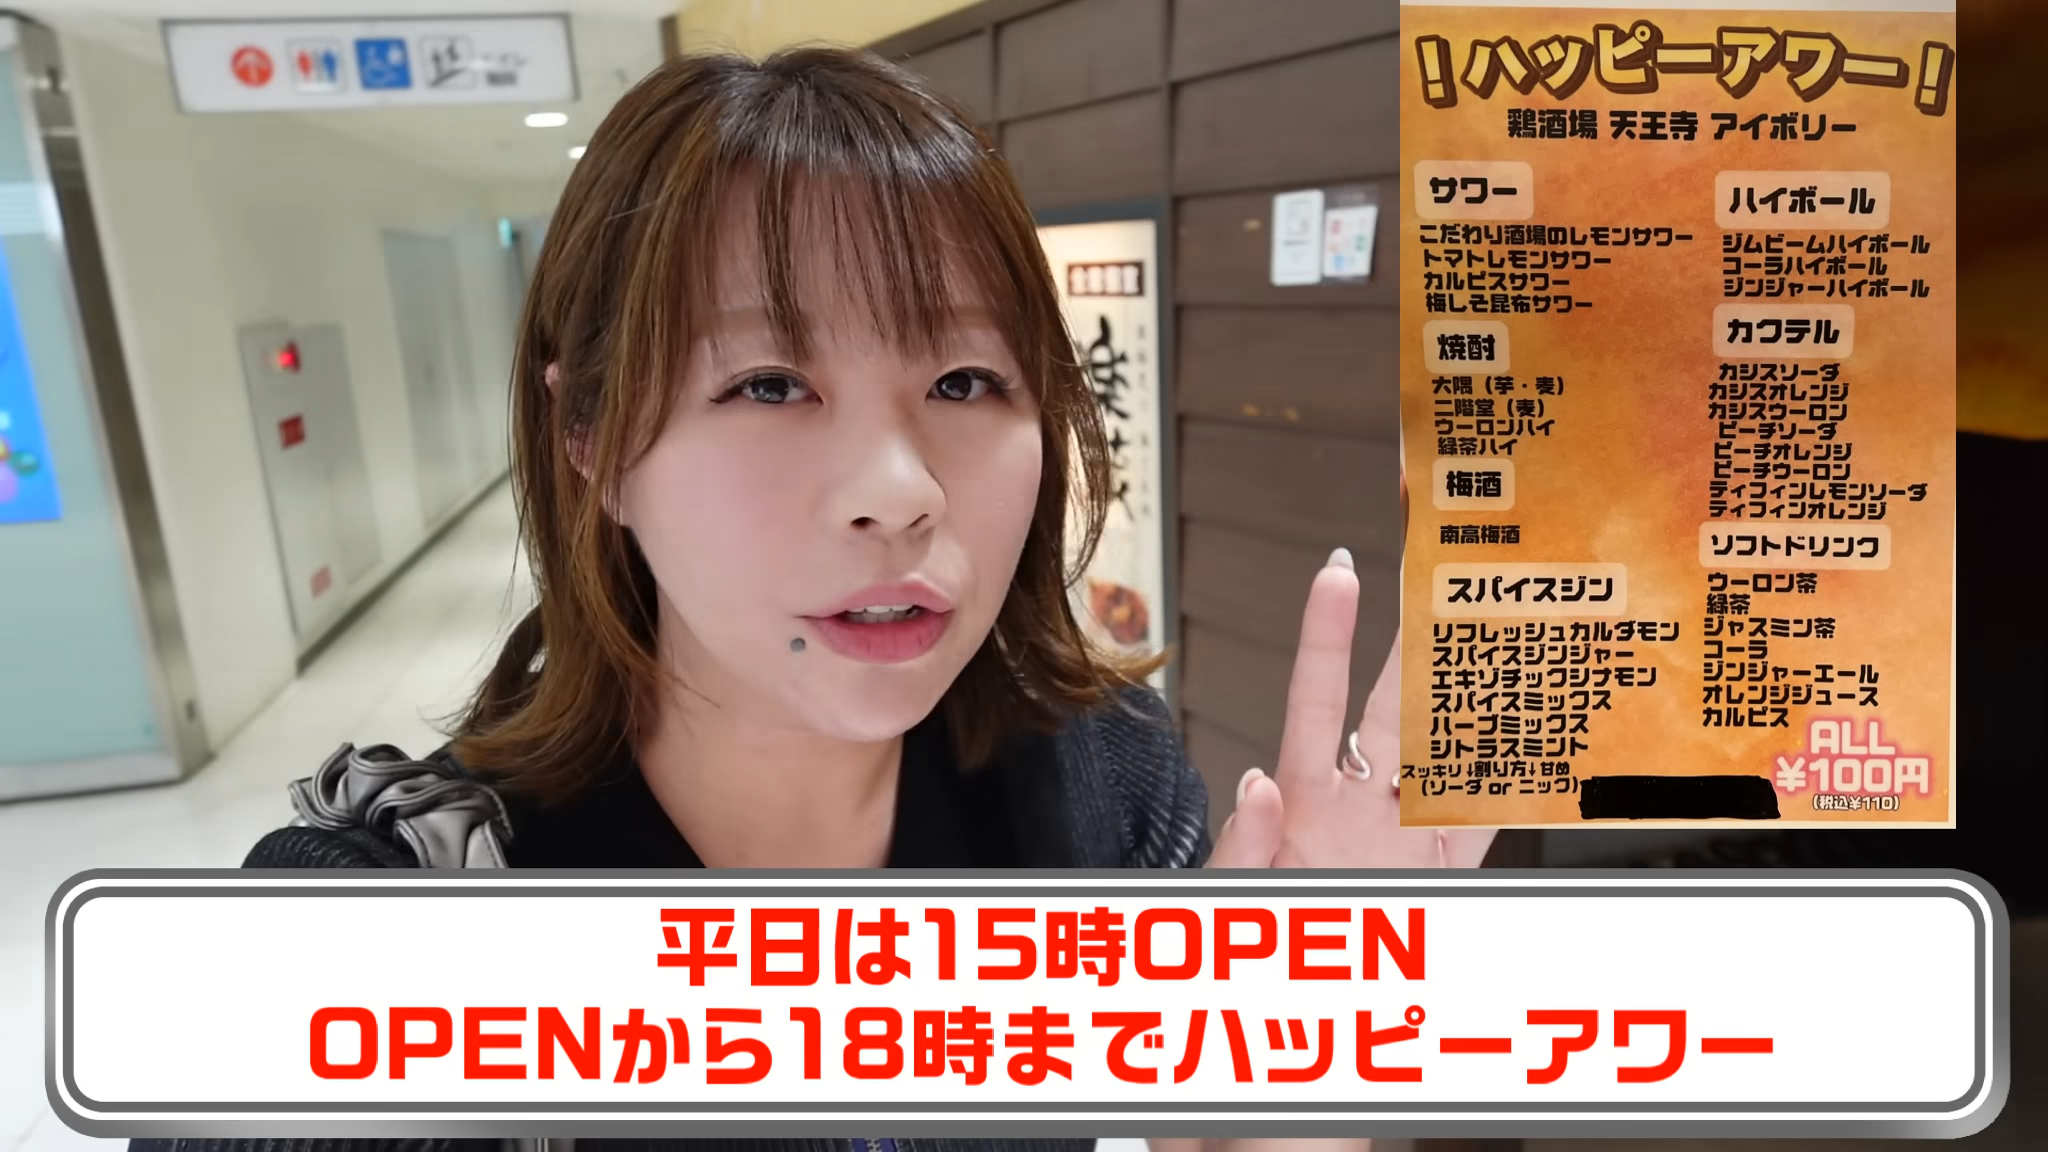 ！ハッピーアワー！
鶏酒場 天王寺 アイボリー
サワー
こだわり酒場のレモンサワー
トマトレモンサワー
カルピスサワー
梅しそ昆布サワー
焼酎
大隅（芋・麦）
二階堂（麦）
ウーロンハイ
緑茶ハイ
梅酒
南高梅酒
スパイスジン
リフレッシュカルダモン
スパイスジンジャー
エキゾチックシナモン
スパイスミックス
ハーブミックス
シトラスミント
スッキリ↓割り方↓甘め
（ソーダ or ニック）
ハイボール
ジムビームハイボール
コーラハイボール
ジンジャーハイボール
カクテル
カシスソーダ
カシスオレンジ
カシスウーロン
ピーチソーダ
ピーチオレンジ
ピーチウーロン
ティフィンレモンソーダ
ティフィンオレンジ
ソフトドリンク
ウーロン茶
緑茶
ジャスミン茶
コーラ
ジンジャーエール
オレンジジュース
カルピス
ALL
¥100円
（税込¥110）
平日は15時OPEN
OPENから18時までハッピーアワー